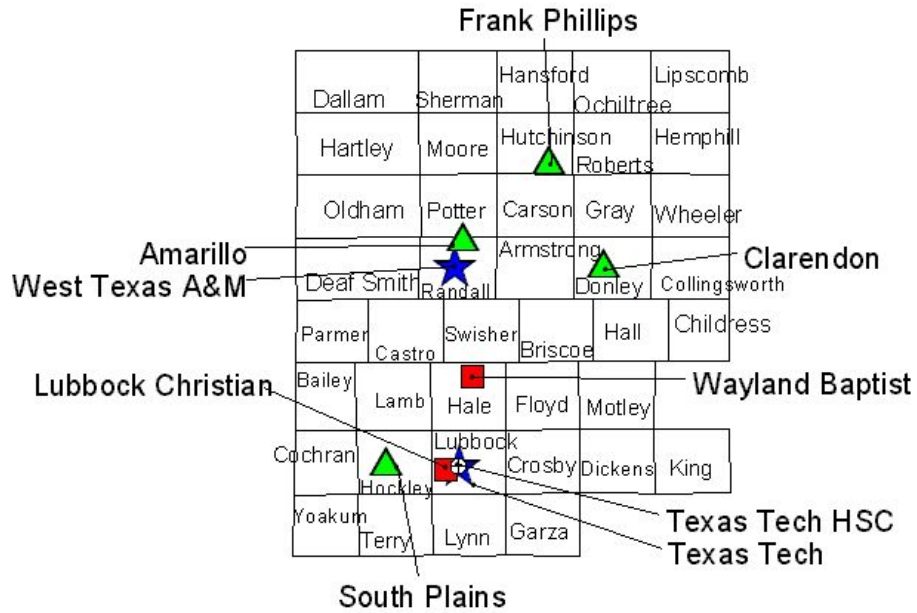 Frank Phillips
Hansford
Lipscomb
Dallam
Sherman
Ochiltree
Hutchinson
Hemphill
Hartley
Moore
Roberts
Oldham
Potter
Carson
Gray
Wheeler
Amarillo
Armstrong
Clarendon
West Texas A&M
Deaf Smith
Randall
Donley
Collingsworth
Parmer
Swisher
Hall
Childress
Castro
Briscoe
Lubbock Christian
Bailey
Wayland Baptist
Lamb
Hale
Floyd
Motley
Lubbock
Cochran
Crosby
Dickens
King
Hockley
Yoakum
Texas Tech HSC
Terry
Lynn
Garza
Texas Tech
South Plains